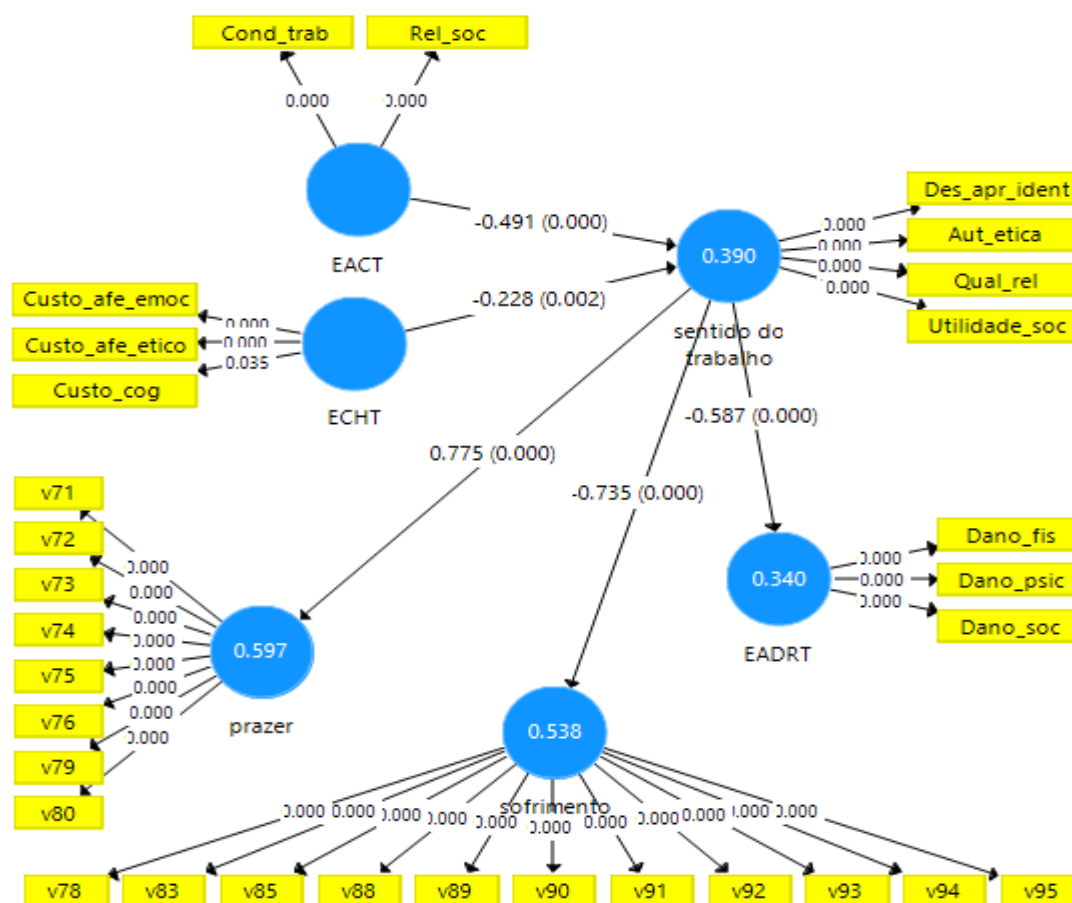 Cond_trab
Rel_soc
0.000
0.000
EACT
-0.491 (0.000)
Des_apr_ident
Aut_etica
Qual_rel
Utilidade_soc
0.000
0.000
0.000
0.000
0.390
sentido do
trabalho
Custo_afe_emoc
Custo_afe_etico
Custo_cog
0.000
0.000
0.035
ECHT
-0.228 (0.002)
0.775 (0.000)
-0.735 (0.000)
-0.587 (0.000)
v71
v72
v73
v74
v75
v76
v79
v80
0.000
0.000
0.000
0.000
0.000
0.000
0.000
0.000
0.597
prazer
Dano_fis
Dano_psic
Dano_soc
0.000
0.000
0.000
0.340
EADRT
0.538
sofrimento
0.000
0.000
0.000
0.000
0.000
0.000
0.000
0.000
0.000
0.000
v78
v83
v85
v88
v89
v90
v91
v92
v93
v94
v95